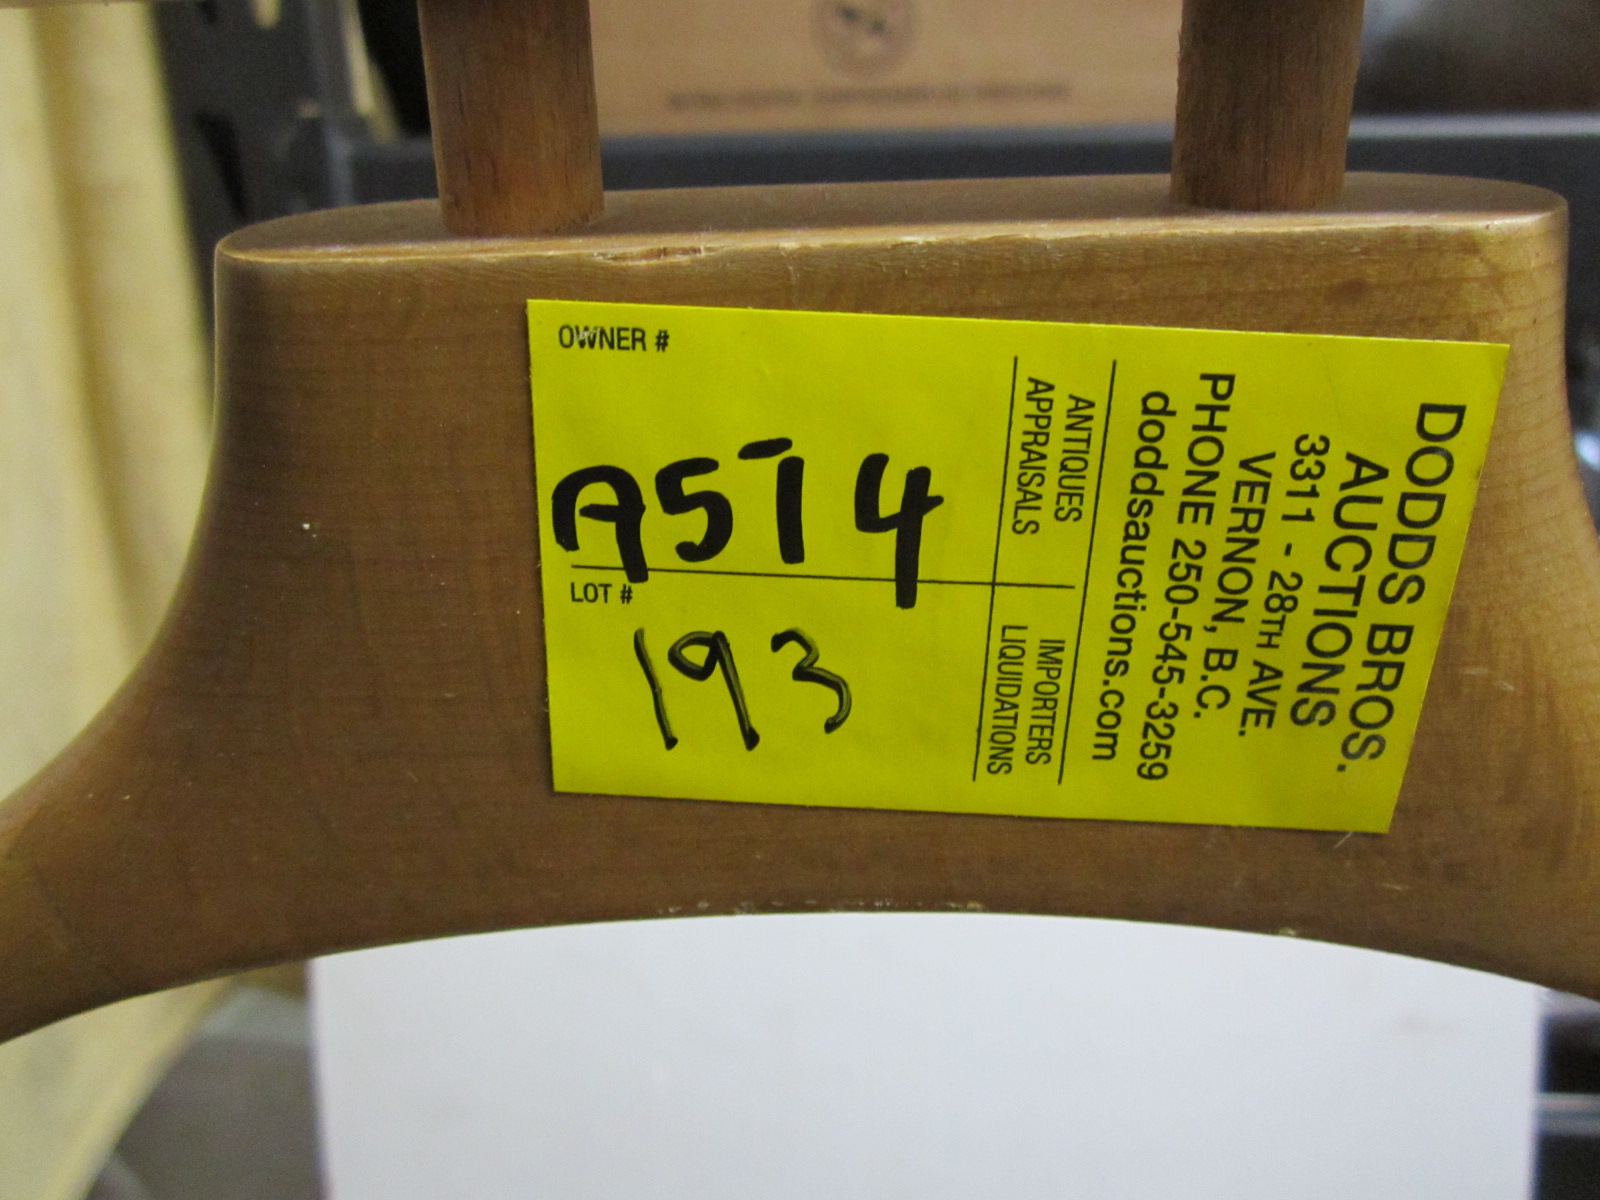 OWNER #
A514
LOT #
193
DODDS BROS.
AUCTIONS
3311 - 28TH AVE.
VERNON, B.C.
PHONE 250-545-3259
doddsauctions.com
ANTIQUES
APPRAISALS
IMPORTERS
LIQUIDATIONS